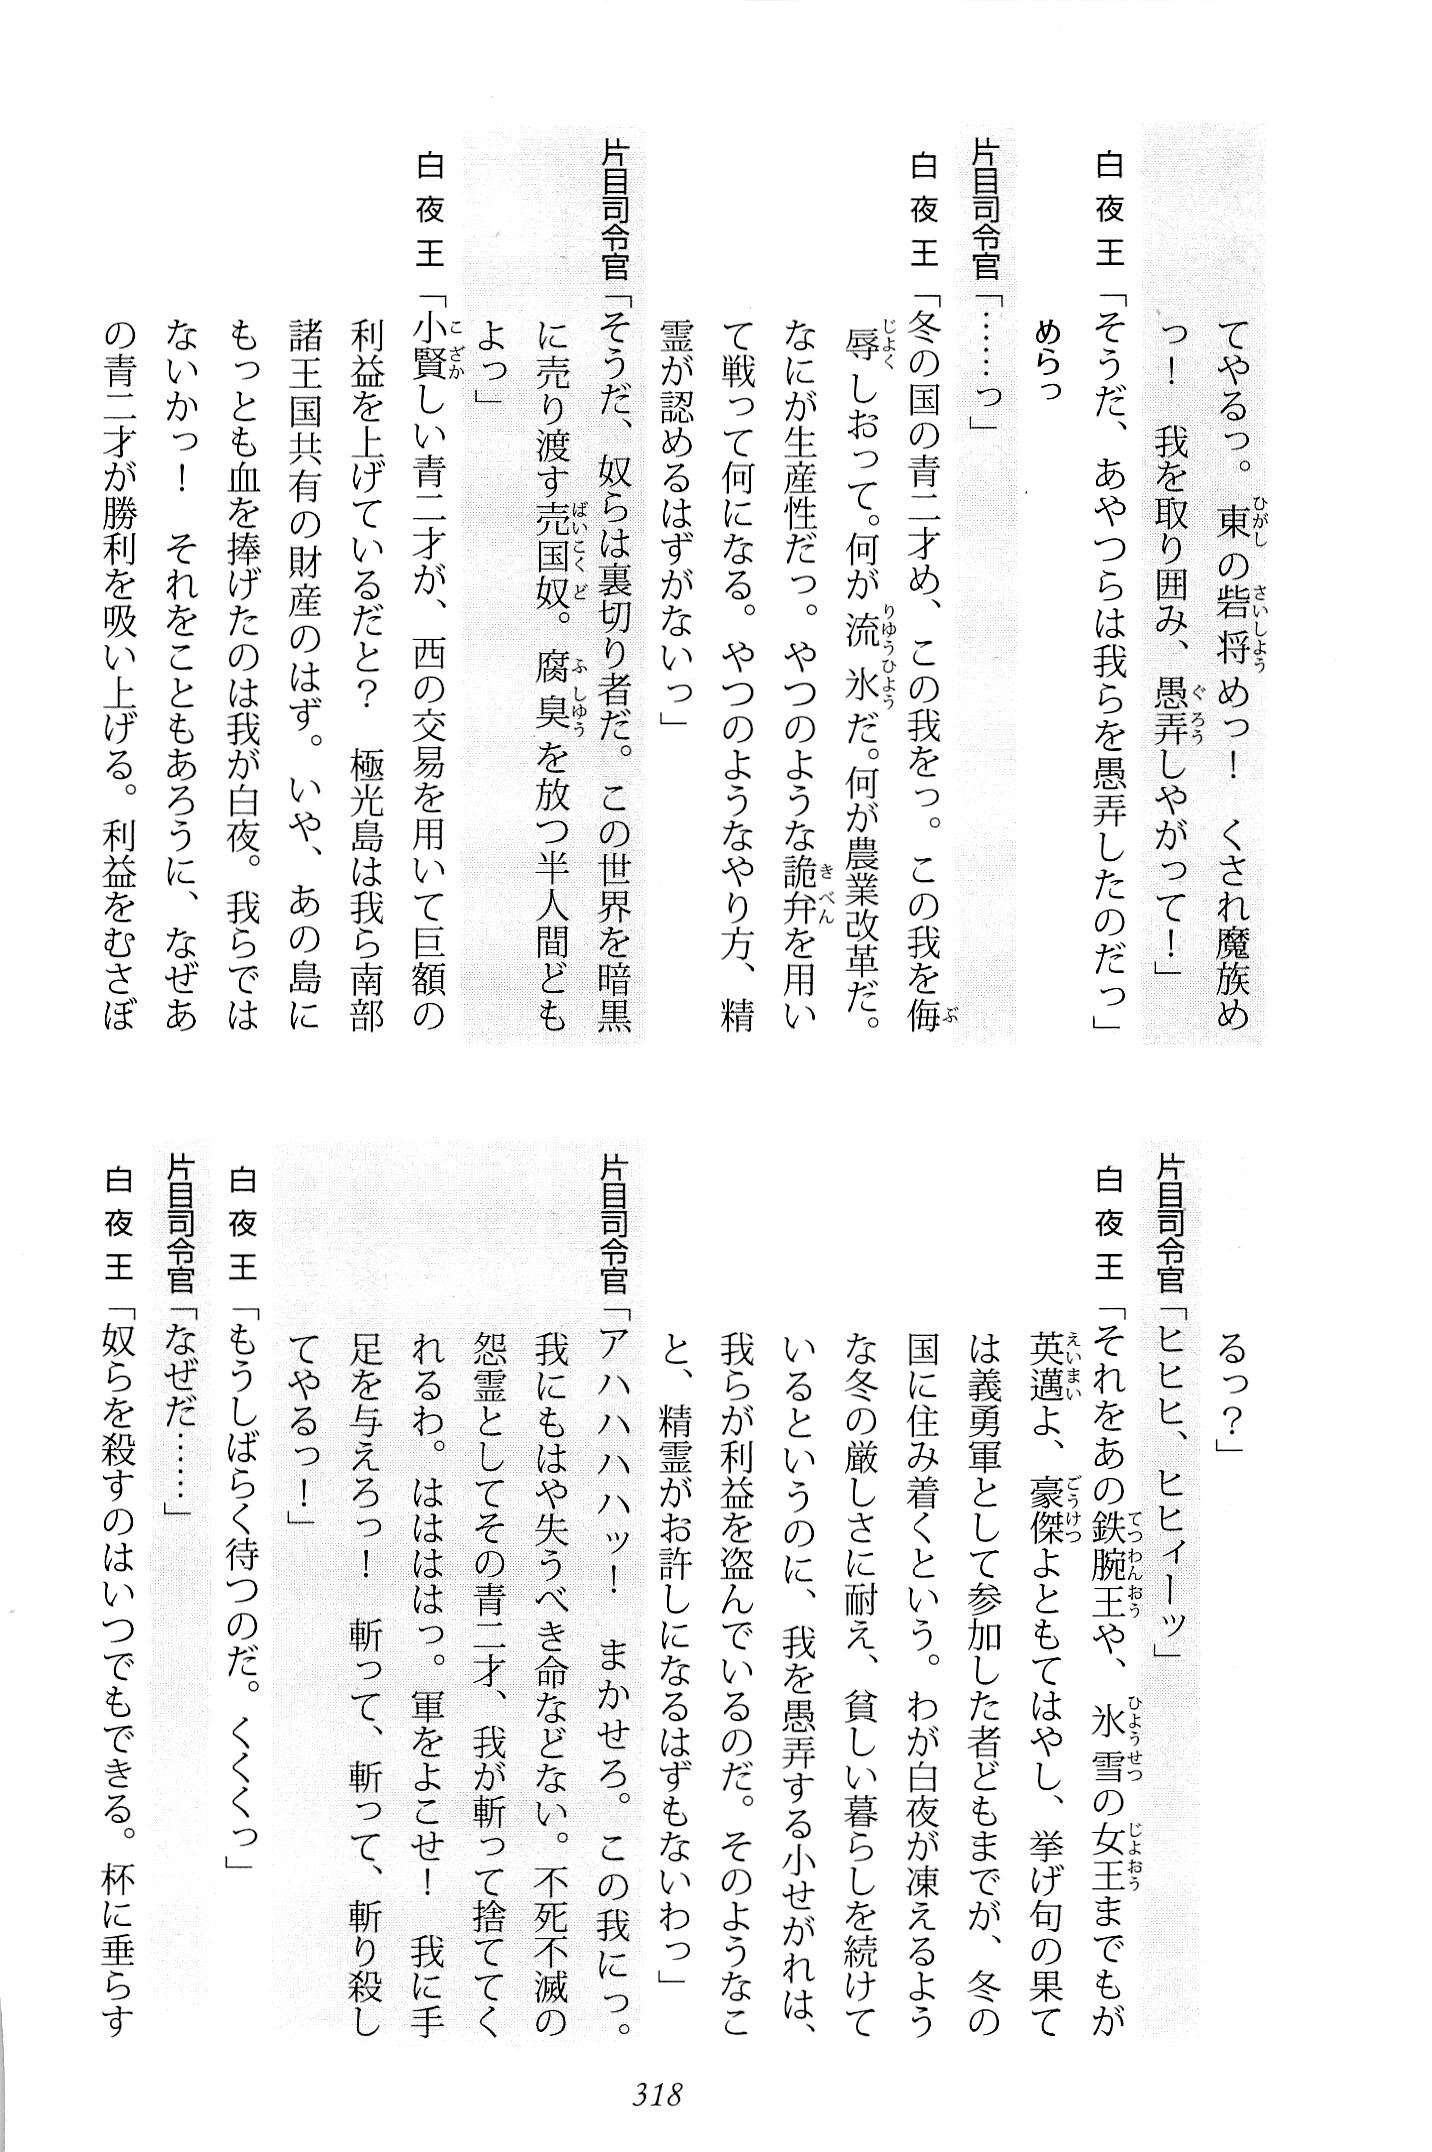 てやるっ。東の砦将めっ！　くされ魔族め
っ！　我を取り囲み、愚弄しやがって！」
白夜王「そうだ、あやつらは我らを愚弄したのだっ」
めらっ
片目司令官「……っ」
白夜王「冬の国の青二才め、この我をっ。この我を侮
辱しおって。何が流氷だ。何が農業改革だ。
なにが生産性だっ。やつのような詭弁を用い
て戦って何になる。やつのようなやり方、精
霊が認めるはずがないっ」
片目司令官「そうだ、奴らは裏切り者だ。この世界を暗黒
に売り渡す売国奴。腐臭を放つ半人間ども
よっ」
白夜王「小賢しい青二才が、西の交易を用いて巨額の
利益を上げているだと？　極光島は我ら南部
諸王国共有の財産のはず。いや、あの島に
もっとも血を捧げたのは我が白夜。我らでは
ないかっ！　それをこともあろうに、なぜあ
の青二才が勝利を吸い上げる。利益をむさぼ
るっ？」
片目司令官「ヒヒヒ、ヒヒィーッ」
白夜王「それをあの鉄腕王や、氷雪の女王までもが
英邁よ、豪傑よともてはやし、挙げ句の果て
は義勇軍として参加した者どもまでが、冬の
国に住み着くという。わが白夜が凍えるよう
な冬の厳しさに耐え、貧しい暮らしを続けて
いるというのに、我を愚弄する小せがれは、
我らが利益を盗んでいるのだ。そのようなこ
と、精霊がお許しになるはずもないわっ」
片目司令官「アハハハハッ！　まかせろ。この我にっ。
我にもはや失うべき命などない。不死不滅の
怨霊としてその青二才、我が斬って捨ててく
れるわ。はははっ。軍をよこせ！　我に手
足を与えろっ！　斬って、斬って、斬り殺し
てやるっ！」
白夜王「もうしばらく待つのだ。くくくっ」
片目司令官「なぜだ……」
白夜王「奴らを殺すのはいつでもできる。杯に垂らす
318